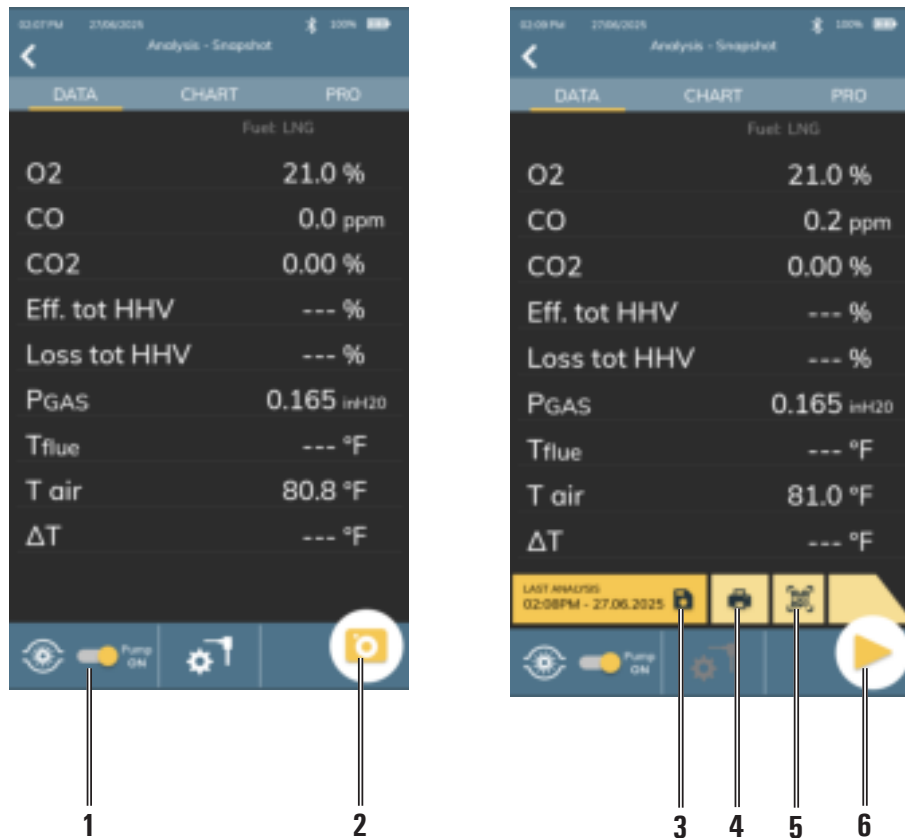 02:07 PM 27/06/2025 100%
Analysis - Snapshot
DATA CHART PRO
Fuel: LNG
O2 21.0 %
CO 0.0 ppm
CO2 0.00 %
Eff. tot HHV --- %
Loss tot HHV --- %
PGAS 0.165 inH20
Tflue --- °F
T air 80.8 °F
ΔT --- °F
Pump
ON
1 2
02:08 PM 27/06/2025 100%
Analysis - Snapshot
DATA CHART PRO
Fuel: LNG
O2 21.0 %
CO 0.2 ppm
CO2 0.00 %
Eff. tot HHV --- %
Loss tot HHV --- %
PGAS 0.165 inH20
Tflue --- °F
T air 81.0 °F
ΔT --- °F
LAST ANALYSIS
02:08PM - 27.06.2025
Pump
ON
3 4 5 6